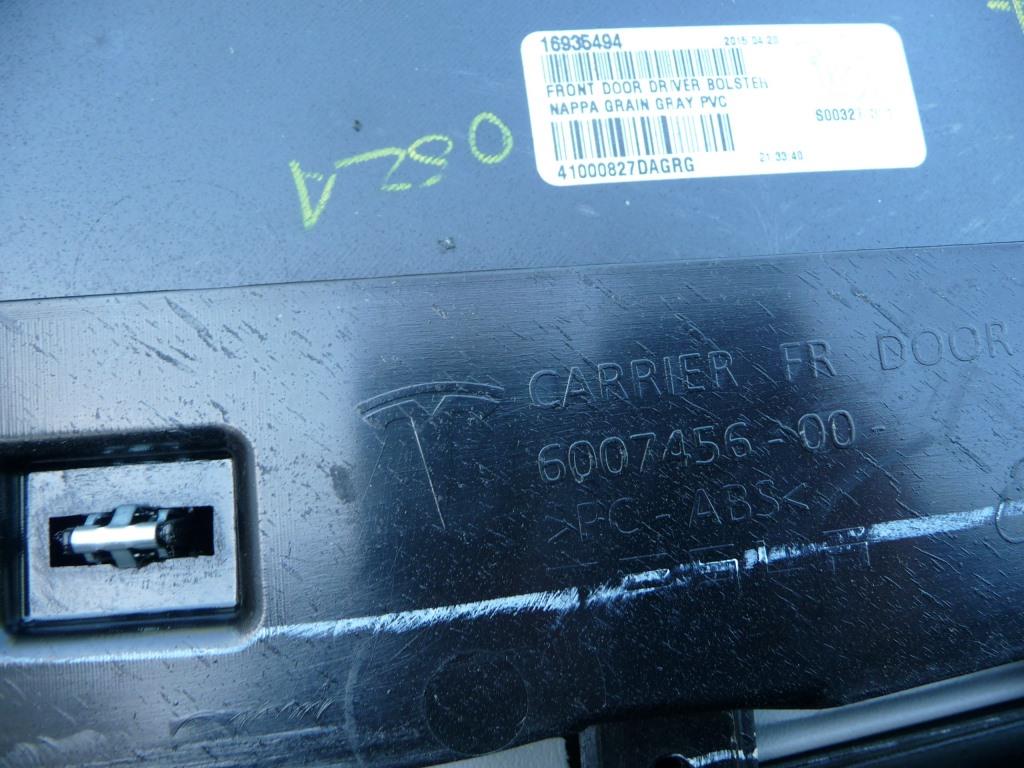 16935494 2015 04 20
FRONT DOOR DRIVER BOLSTER
NAPPA GRAIN GRAY PVC
41000827DAGRG 21:33:40
CARRIER FR DOOR
6007456-00-
>PC-ABS<